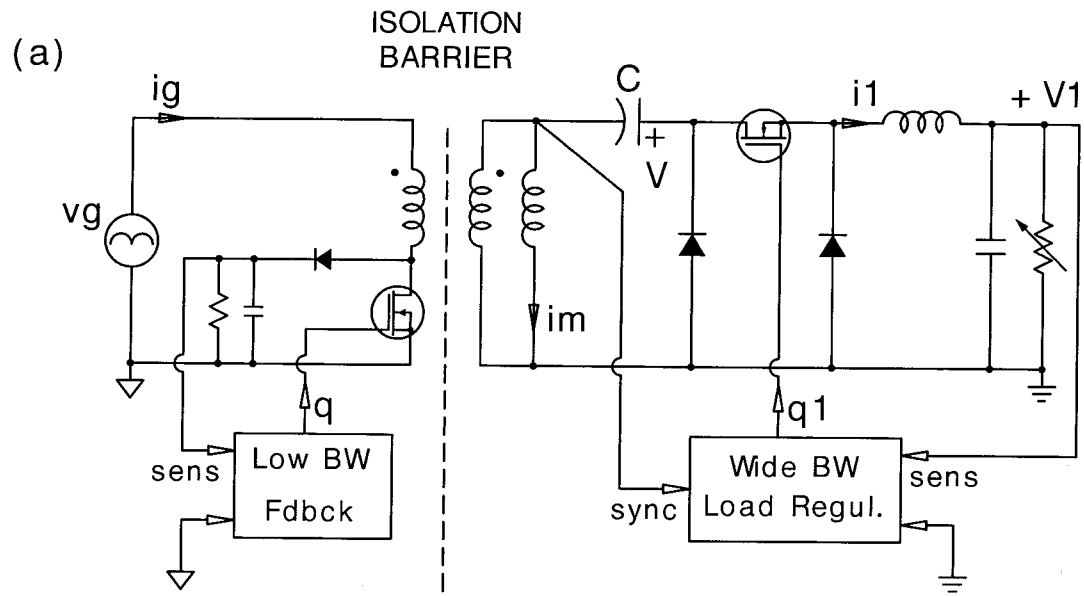 (a)
ISOLATION
BARRIER
ig
C
i1
+ V1
+
V
vg
im
q
q1
sens
Low BW
Fdbck
sync
Wide BW
Load Regul.
sens